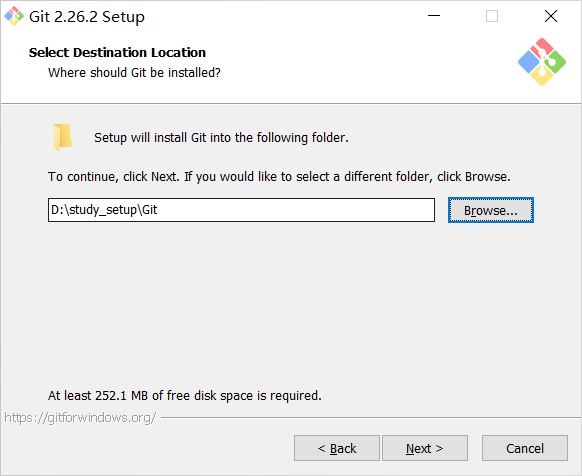 Git 2.26.2 Setup
Select Destination Location
Where should Git be installed?
Setup will install Git into the following folder.
To continue, click Next. If you would like to select a different folder, click Browse.
D:\study_setup\Git
Browse...
At least 252.1 MB of free disk space is required.
https://gitforwindows.org/
< Back
Next >
Cancel